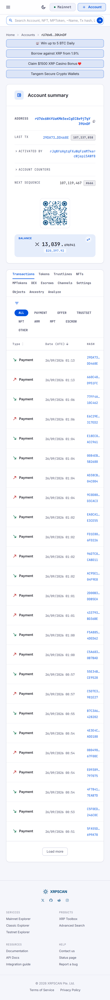 Mainnet
+ Account
Search Account, NFT, MPToken, ~Name, Tx hash, L
Home > Accounts > rU7dx6...39UnDF
🎰 Win up to 5 BTC Daily
Borrow against XRP from 1.9%
Claim $1500 XRP Casino Bonus❤️
Tangem Secure Crypto Wallets
Account summary
ADDRESS rU7dx6W4YUaKMk5exCgEC8e9j7gY
39UnDF
LAST TX 29DA73…DD468E 107,237,858
> ACTIVATED BY rJqNYsHgtqFXuWqFzmM7ker
cWjepi5AWf8
> ACCOUNT COUNTERS
NEXT SEQUENCE 107,119,467 #666
BALANCE
13,039.696941
$20,397.92
Transactions Tokens Trustlines NFTs
MPTokens DEX Escrows Channels Settings
Objects Ancestry Analyze
ALL PAYMENT OFFER TRUSTSET
NFT AMM MPT ESCROW
OTHER
Type Date (UTC) HASH
29DA73…
Payment 26/09/2026 01:13
DD468E
660C48…
Payment 26/09/2026 01:13
D951FC
77FF4A…
Payment 26/09/2026 01:06
10C462
E6C29E…
Payment 26/09/2026 01:06
317ED2
E18EC0…
Payment 26/09/2026 01:04
ACC961
0084EB…
Payment 26/09/2026 01:04
5B2688
AD38CB…
Payment 26/09/2026 01:04
04C004
9C0D80…
Payment 26/09/2026 01:04
D3CAC3
EA0CA1…
Payment 26/09/2026 01:02
E3CE55
FD1E80…
Payment 26/09/2026 01:02
6FD226
96D7C0…
Payment 26/09/2026 01:02
CABD11
AC95E1…
Payment 26/09/2026 01:02
04F9E8
2D00B3…
Payment 26/09/2026 01:01
DDB5EA
433793…
Payment 26/09/2026 01:01
BD36BE
F5A885…
Payment 26/09/2026 01:00
4DED62
C5A683…
Payment 26/09/2026 01:00
0B7BAD
55E34B…
Payment 26/09/2026 00:57
CE9528
C5D7E3…
Payment 26/09/2026 00:57
981E27
B7C3A6…
Payment 26/09/2026 00:55
428202
4E3E4C…
Payment 26/09/2026 00:54
ADD188
080490…
Payment 26/09/2026 00:54
67F00C
E09389…
Payment 26/09/2026 00:54
797075
4F7841…
Payment 26/09/2026 00:54
7EAB7D
C5F0ED…
Payment 26/09/2026 00:53
246C0C
5FA55D…
Payment 26/09/2026 00:51
699A78
Load more
XRPSCAN
SERVICES PRODUCTS
Mainnet Explorer XRP Toolbox
Classic Explorer Advanced Search
Testnet Explorer
RESOURCES HELP
Documentation Contact us
API Docs Status page
Integration guide Report a bug
© 2026 XRPSCAN Pte. Ltd.
Terms of Service Privacy Policy